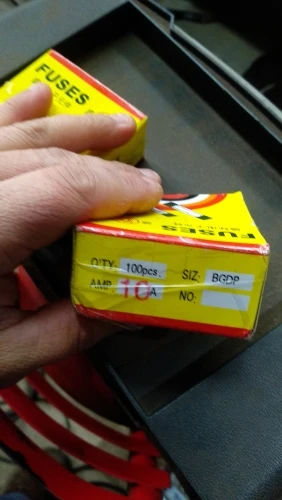 FUSES
FUSES
Q'TY: 100pcs. SIZ: BGDP
AMP: 10A NO: